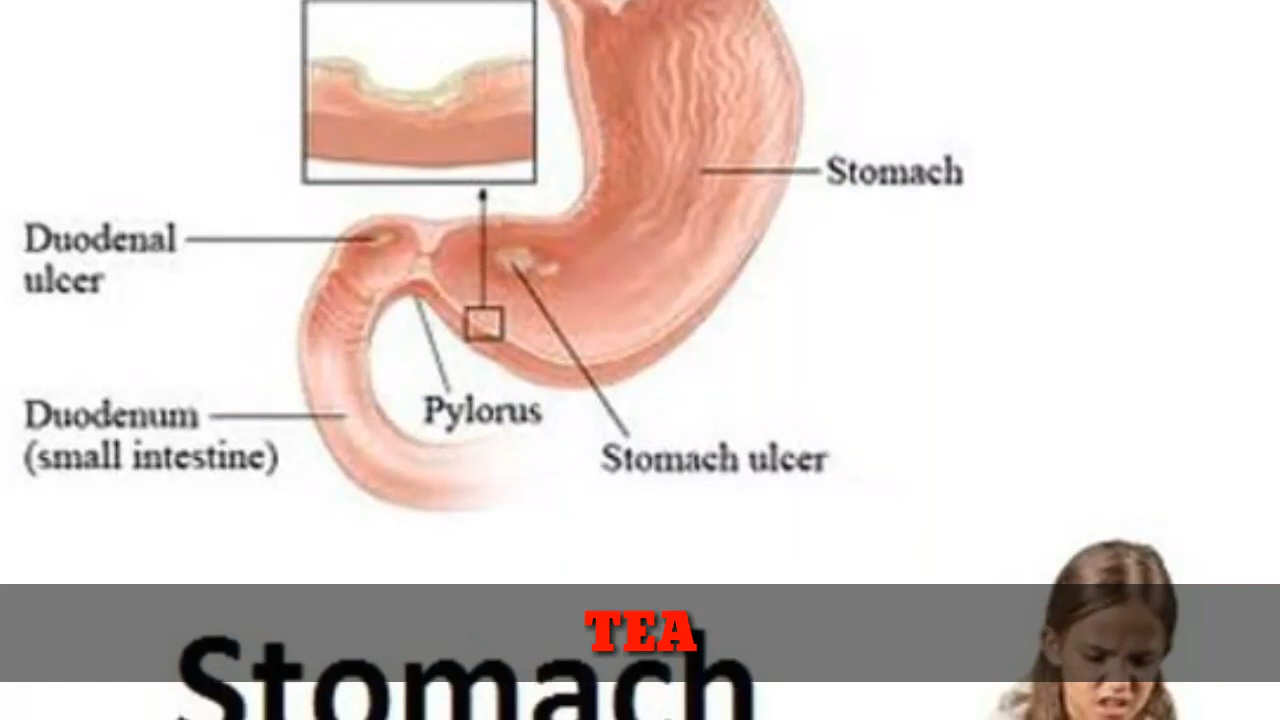 Stomach
Duodenal
ulcer
Duodenum
(small intestine)
Pylorus
Stomach ulcer
TEA
Stomach